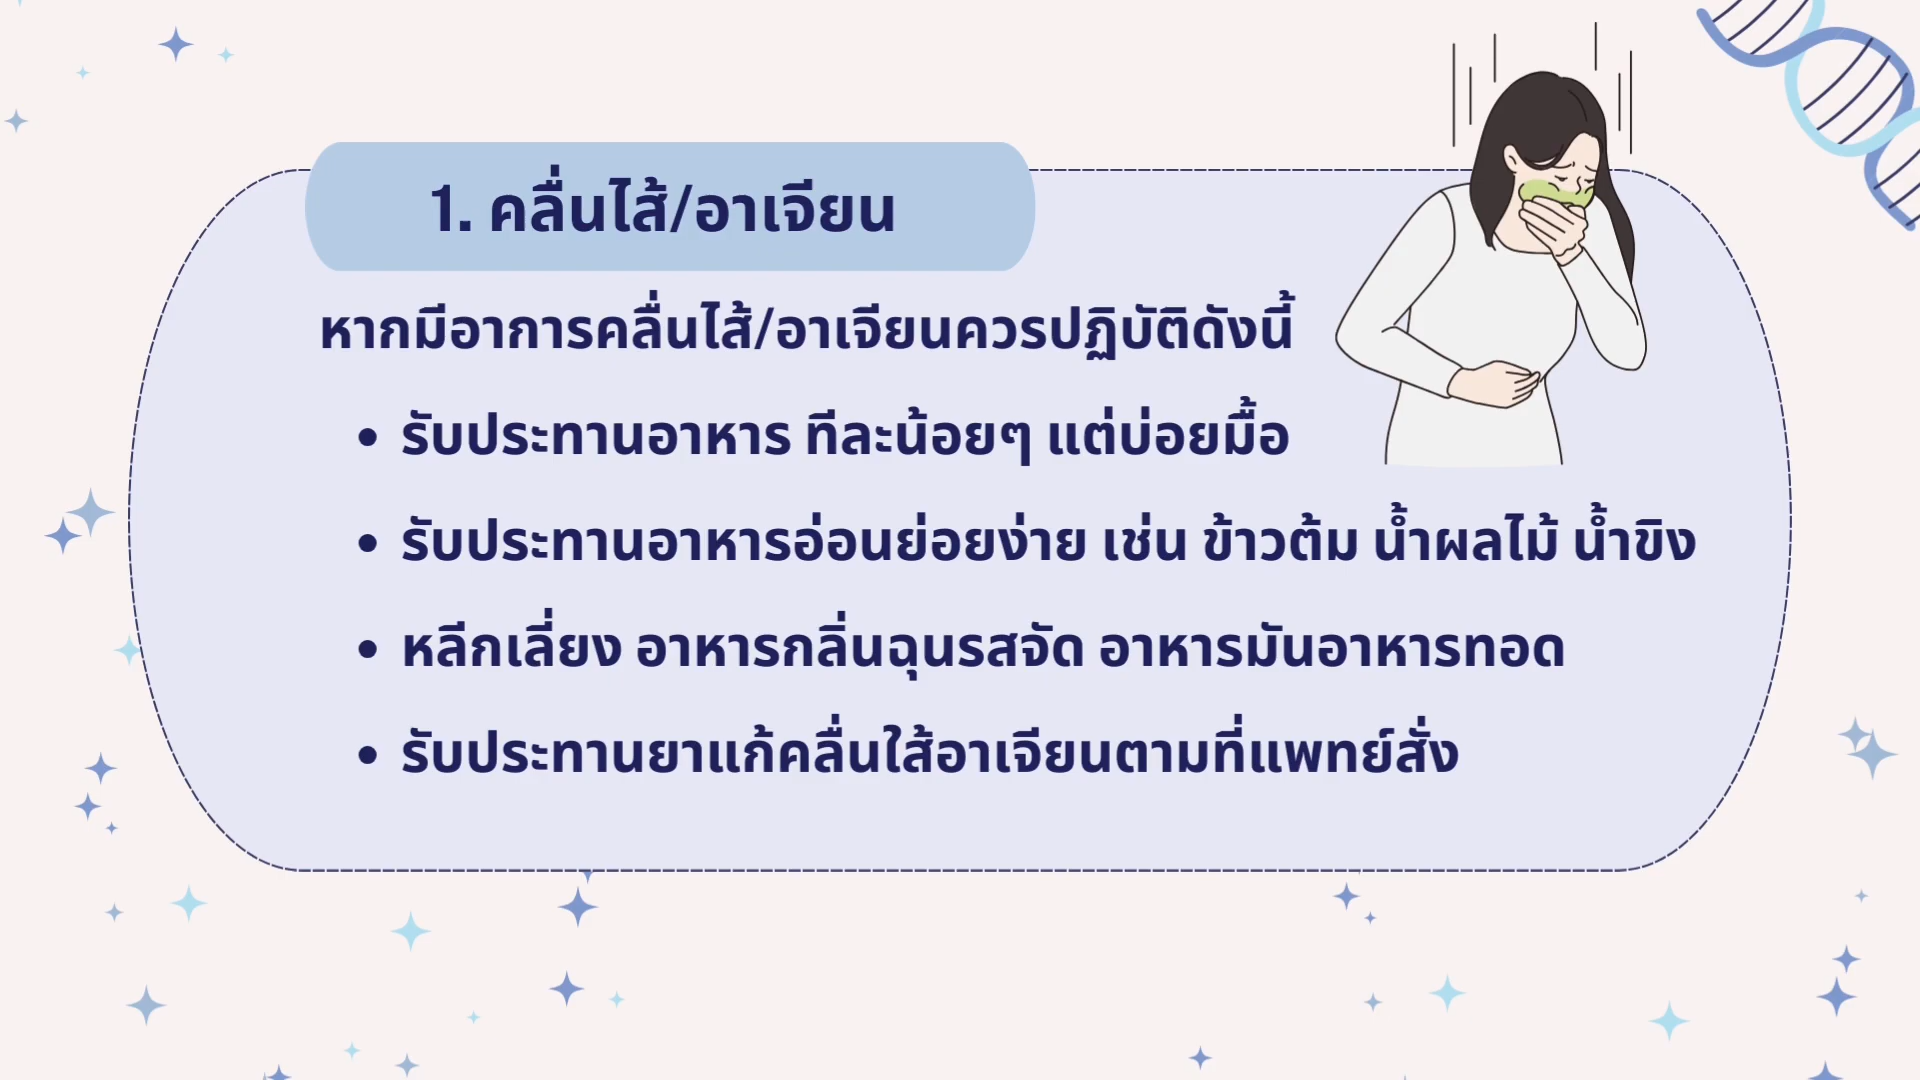 1. คลื่นไส้/อาเจียน
หากมีอาการคลื่นไส้/อาเจียนควรปฏิบัติดังนี้
• รับประทานอาหาร ทีละน้อยๆ แต่บ่อยมื้อ
• รับประทานอาหารอ่อนย่อยง่าย เช่น ข้าวต้ม น้ำผลไม้ น้ำขิง
• หลีกเลี่ยง อาหารกลิ่นฉุนรสจัด อาหารมันอาหารทอด
• รับประทานยาแก้คลื่นใส้อาเจียนตามที่แพทย์สั่ง